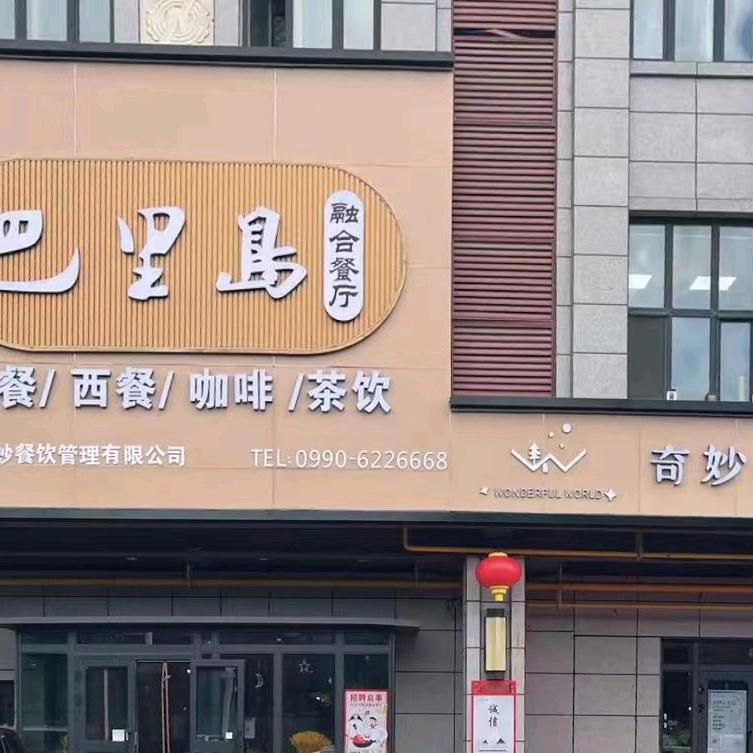 巴里岛
融合餐厅
餐/ 西餐/ 咖啡 /茶饮
妙餐饮管理有限公司
TEL:0990-6226668
WONDERFUL WORLD
奇妙
招聘启事
诚信